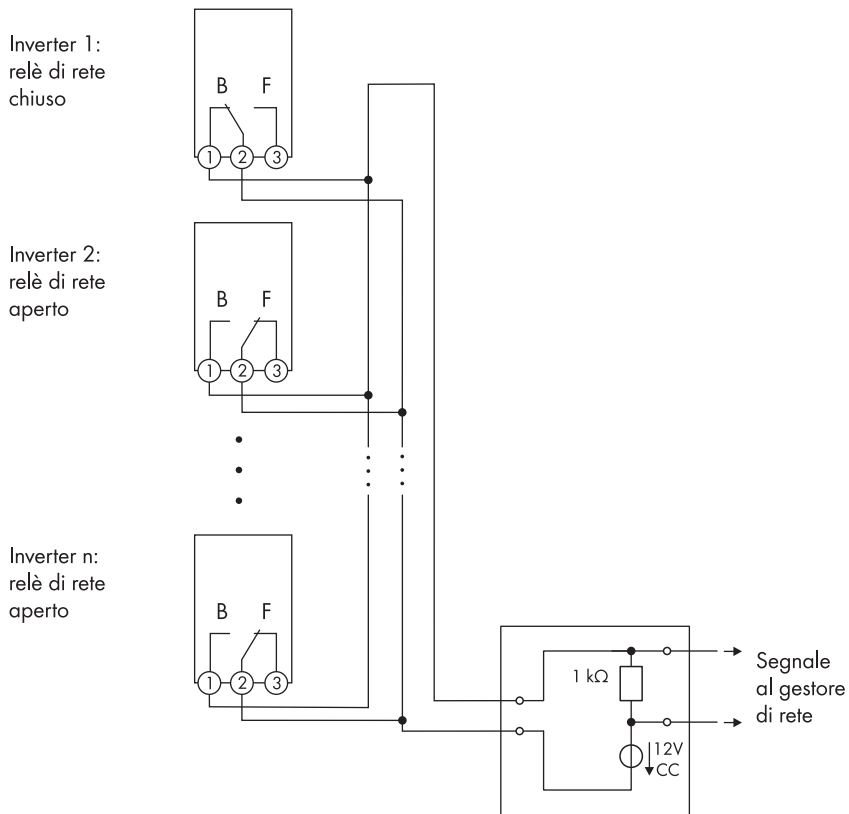 Inverter 1:
relè di rete
chiuso
B F
1 2 3
Inverter 2:
relè di rete
aperto
B F
1 2 3
Inverter n:
relè di rete
aperto
B F
1 2 3
1 kΩ
12V
CC
Segnale
al gestore
di rete